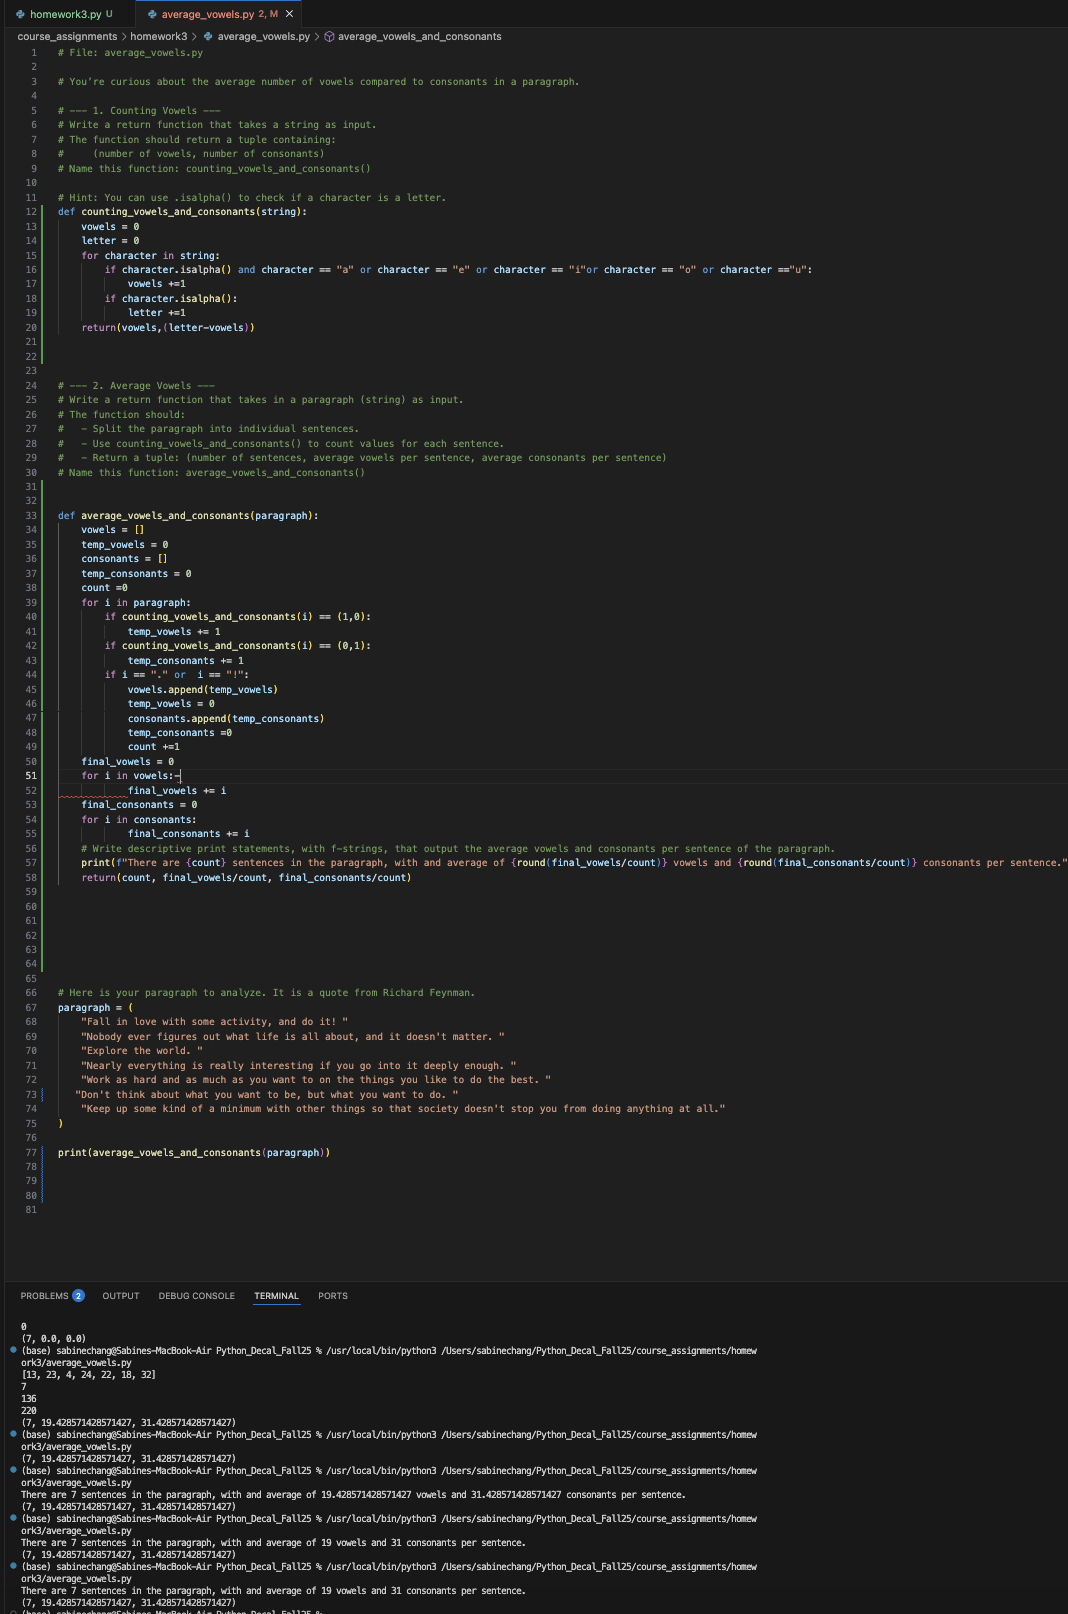 homework3.py U
average_vowels.py 2, M ×
course_assignments > homework3 > average_vowels.py > average_vowels_and_consonants
1 # File: average_vowels.py
2
3 # You're curious about the average number of vowels compared to consonants in a paragraph.
4
5 # --- 1. Counting Vowels ---
6 # Write a return function that takes a string as input.
7 # The function should return a tuple containing:
8 #     (number of vowels, number of consonants)
9 # Name this function: counting_vowels_and_consonants()
10
11 # Hint: You can use .isalpha() to check if a character is a letter.
12 def counting_vowels_and_consonants(string):
13     vowels = 0
14     letter = 0
15     for character in string:
16         if character.isalpha() and character == "a" or character == "e" or character == "i"or character == "o" or character =="u":
17             vowels +=1
18         if character.isalpha():
19             letter +=1
20     return(vowels,(letter-vowels))
21
22
23
24 # --- 2. Average Vowels ---
25 # Write a return function that takes in a paragraph (string) as input.
26 # The function should:
27 #   - Split the paragraph into individual sentences.
28 #   - Use counting_vowels_and_consonants() to count values for each sentence.
29 #   - Return a tuple: (number of sentences, average vowels per sentence, average consonants per sentence)
30 # Name this function: average_vowels_and_consonants()
31
32
33 def average_vowels_and_consonants(paragraph):
34     vowels = []
35     temp_vowels = 0
36     consonants = []
37     temp_consonants = 0
38     count =0
39     for i in paragraph:
40         if counting_vowels_and_consonants(i) == (1,0):
41             temp_vowels += 1
42         if counting_vowels_and_consonants(i) == (0,1):
43             temp_consonants += 1
44         if i == "." or  i == "!":
45             vowels.append(temp_vowels)
46             temp_vowels = 0
47             consonants.append(temp_consonants)
48             temp_consonants =0
49             count +=1
50     final_vowels = 0
51     for i in vowels:-
52             final_vowels += i
53     final_consonants = 0
54     for i in consonants:
55             final_consonants += i
56     # Write descriptive print statements, with f-strings, that output the average vowels and consonants per sentence of the paragraph.
57     print(f"There are {count} sentences in the paragraph, with and average of {round(final_vowels/count)} vowels and {round(final_consonants/count)} consonants per sentence."
58     return(count, final_vowels/count, final_consonants/count)
59
60
61
62
63
64
65
66 # Here is your paragraph to analyze. It is a quote from Richard Feynman.
67 paragraph = (
68     "Fall in love with some activity, and do it! "
69     "Nobody ever figures out what life is all about, and it doesn't matter. "
70     "Explore the world. "
71     "Nearly everything is really interesting if you go into it deeply enough. "
72     "Work as hard and as much as you want to on the things you like to do the best. "
73    "Don't think about what you want to be, but what you want to do. "
74     "Keep up some kind of a minimum with other things so that society doesn't stop you from doing anything at all."
75 )
76
77 print(average_vowels_and_consonants(paragraph))
78
79
80
81
PROBLEMS 2 OUTPUT DEBUG CONSOLE TERMINAL PORTS
0
(7, 0.0, 0.0)
(base) sabinechang@Sabines-MacBook-Air Python_Decal_Fall25 % /usr/local/bin/python3 /Users/sabinechang/Python_Decal_Fall25/course_assignments/homew
ork3/average_vowels.py
[13, 23, 4, 24, 22, 18, 32]
7
136
220
(7, 19.428571428571427, 31.428571428571427)
(base) sabinechang@Sabines-MacBook-Air Python_Decal_Fall25 % /usr/local/bin/python3 /Users/sabinechang/Python_Decal_Fall25/course_assignments/homew
ork3/average_vowels.py
(7, 19.428571428571427, 31.428571428571427)
(base) sabinechang@Sabines-MacBook-Air Python_Decal_Fall25 % /usr/local/bin/python3 /Users/sabinechang/Python_Decal_Fall25/course_assignments/homew
ork3/average_vowels.py
There are 7 sentences in the paragraph, with and average of 19.428571428571427 vowels and 31.428571428571427 consonants per sentence.
(7, 19.428571428571427, 31.428571428571427)
(base) sabinechang@Sabines-MacBook-Air Python_Decal_Fall25 % /usr/local/bin/python3 /Users/sabinechang/Python_Decal_Fall25/course_assignments/homew
ork3/average_vowels.py
There are 7 sentences in the paragraph, with and average of 19 vowels and 31 consonants per sentence.
(7, 19.428571428571427, 31.428571428571427)
(base) sabinechang@Sabines-MacBook-Air Python_Decal_Fall25 % /usr/local/bin/python3 /Users/sabinechang/Python_Decal_Fall25/course_assignments/homew
ork3/average_vowels.py
There are 7 sentences in the paragraph, with and average of 19 vowels and 31 consonants per sentence.
(7, 19.428571428571427, 31.428571428571427)
(base) sabinechang@Sabines-MacBook-Air Python_Decal_Fall25 %